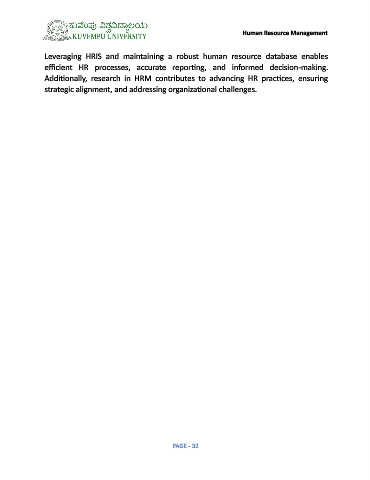 ಕುವೆಂಪು ವಿಶ್ವವಿದ್ಯಾಲಯ
KUVEMPU UNIVERSITY
Human Resource Management
Leveraging HRIS and maintaining a robust human resource database enables
efficient HR processes, accurate reporting, and informed decision-making.
Additionally, research in HRM contributes to advancing HR practices, ensuring
strategic alignment, and addressing organizational challenges.
PAGE - 32